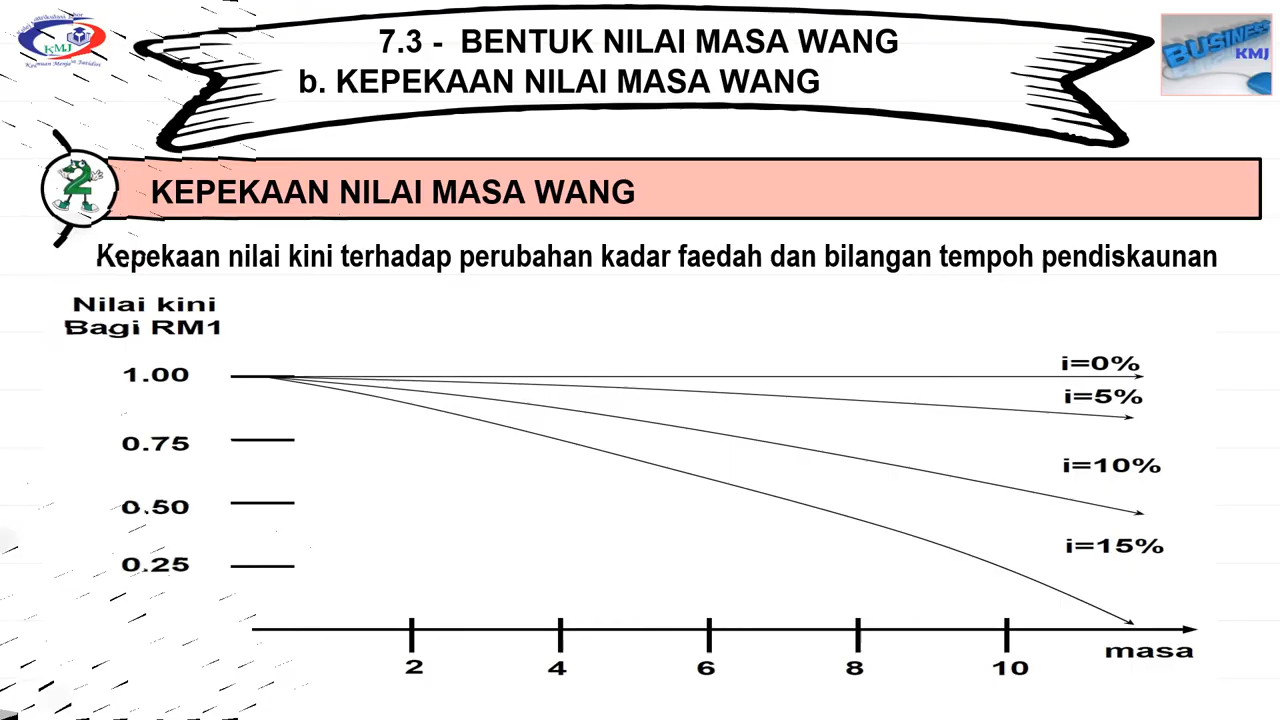 7.3 - BENTUK NILAI MASA WANG
b. KEPEKAAN NILAI MASA WANG
KMJ
BUSINESS
KMJ
2
KEPEKAAN NILAI MASA WANG
Kepekaan nilai kini terhadap perubahan kadar faedah dan bilangan tempoh pendiskaunan
Nilai kini
Bagi RM1
i=0%
1.00
i=5%
0.75
i=10%
0.50
i=15%
0.25
masa
2 4 6 8 10